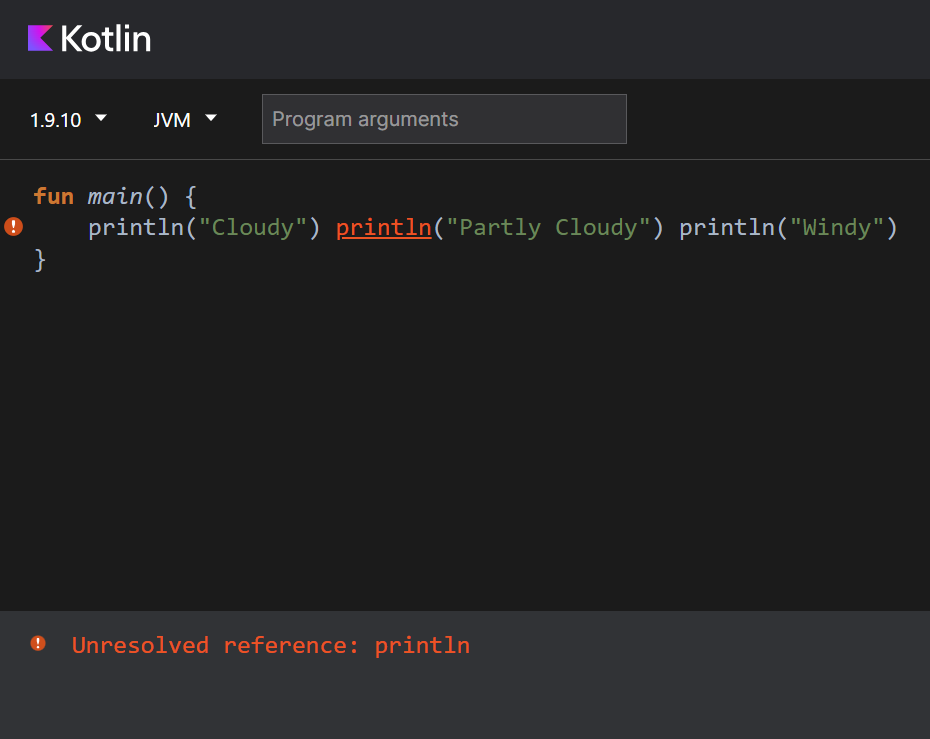 Kotlin
1.9.10 JVM Program arguments
fun main() {
    println("Cloudy") println("Partly Cloudy") println("Windy")
}
Unresolved reference: println